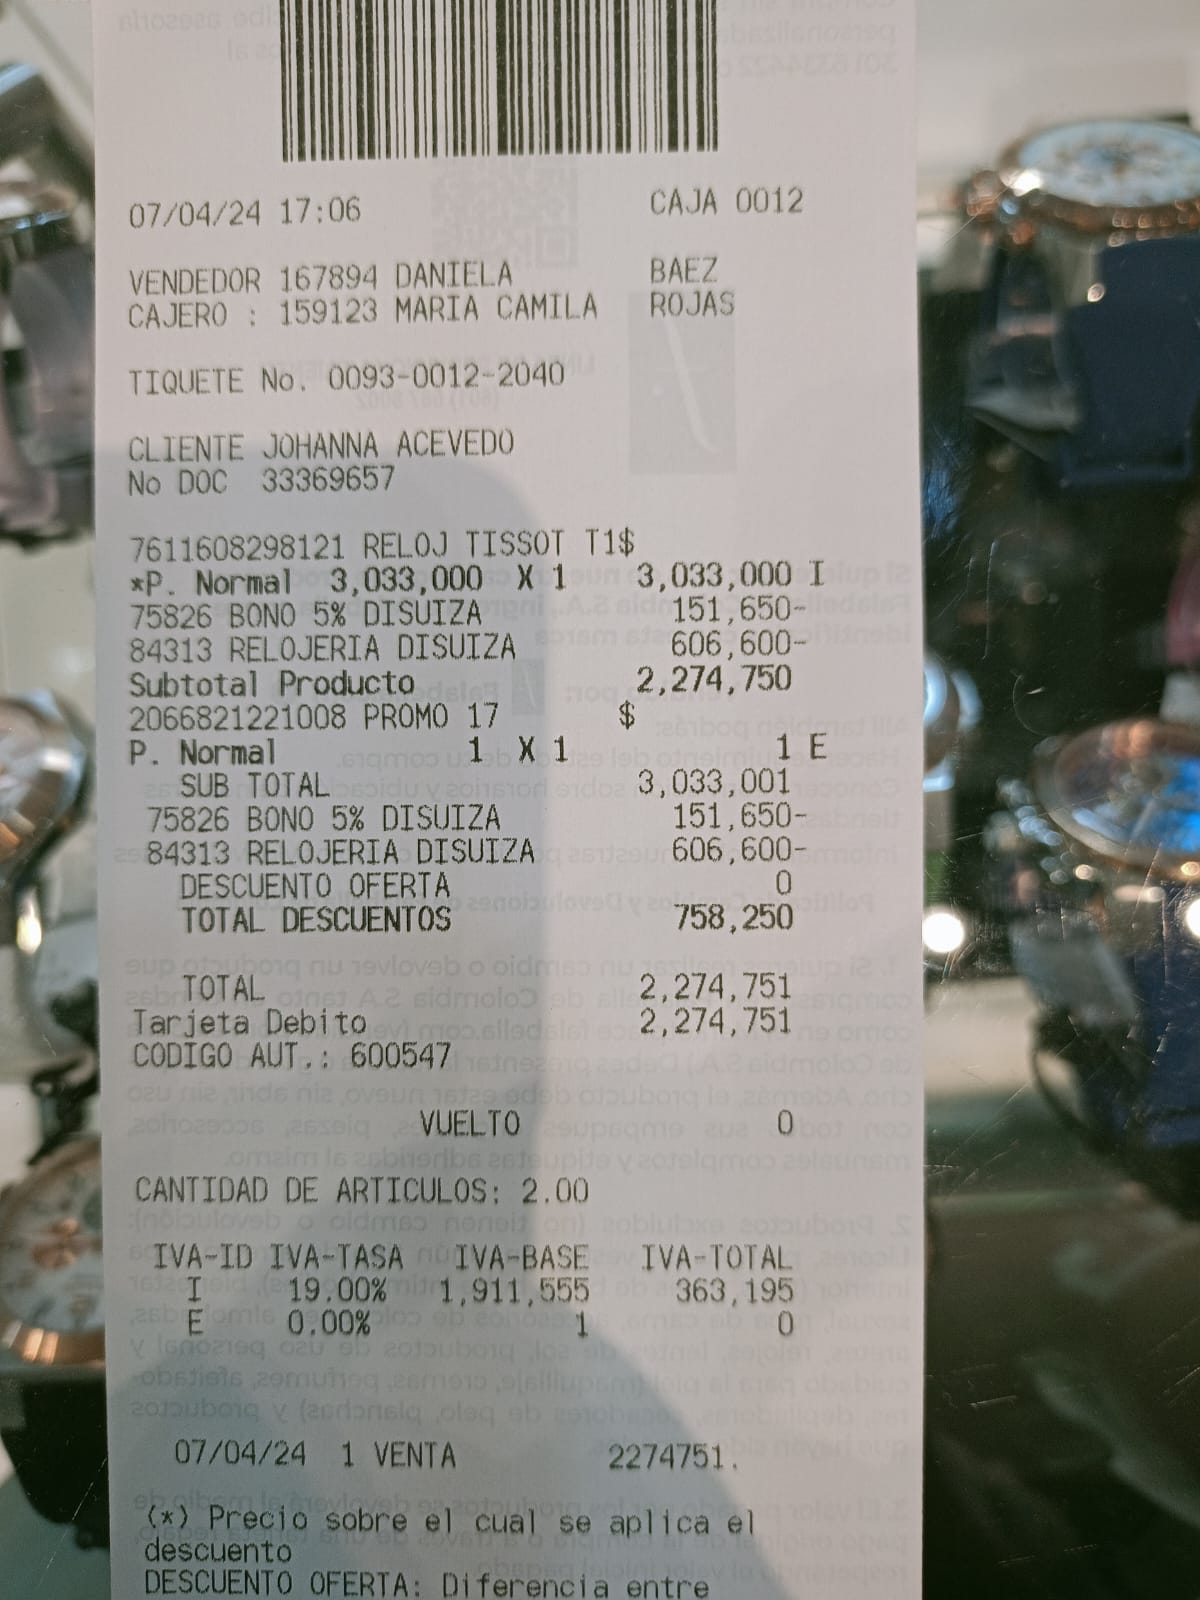 07/04/24 17:06 CAJA 0012
VENDEDOR 167894 DANIELA BAEZ
CAJERO : 159123 MARIA CAMILA ROJAS
TIQUETE No. 0093-0012-2040
CLIENTE JOHANNA ACEVEDO
No DOC 33369657
7611608298121 RELOJ TISSOT T1$
*P. Normal 3,033,000 X 1 3,033,000 I
75826 BONO 5% DISUIZA 151,650-
84313 RELOJERIA DISUIZA 606,600-
Subtotal Producto 2,274,750
2066821221008 PROMO 17 $
P. Normal 1 X 1 1 E
SUB TOTAL 3,033,001
75826 BONO 5% DISUIZA 151,650-
84313 RELOJERIA DISUIZA 606,600-
DESCUENTO OFERTA 0
TOTAL DESCUENTOS 758,250
TOTAL 2,274,751
Tarjeta Debito 2,274,751
CODIGO AUT.: 600547
VUELTO 0
CANTIDAD DE ARTICULOS: 2.00
IVA-ID IVA-TASA IVA-BASE IVA-TOTAL
I 19.00% 1,911,555 363,195
E 0.00% 1 0
07/04/24 1 VENTA 2274751.
(*) Precio sobre el cual se aplica el
descuento
DESCUENTO OFERTA: Diferencia entre